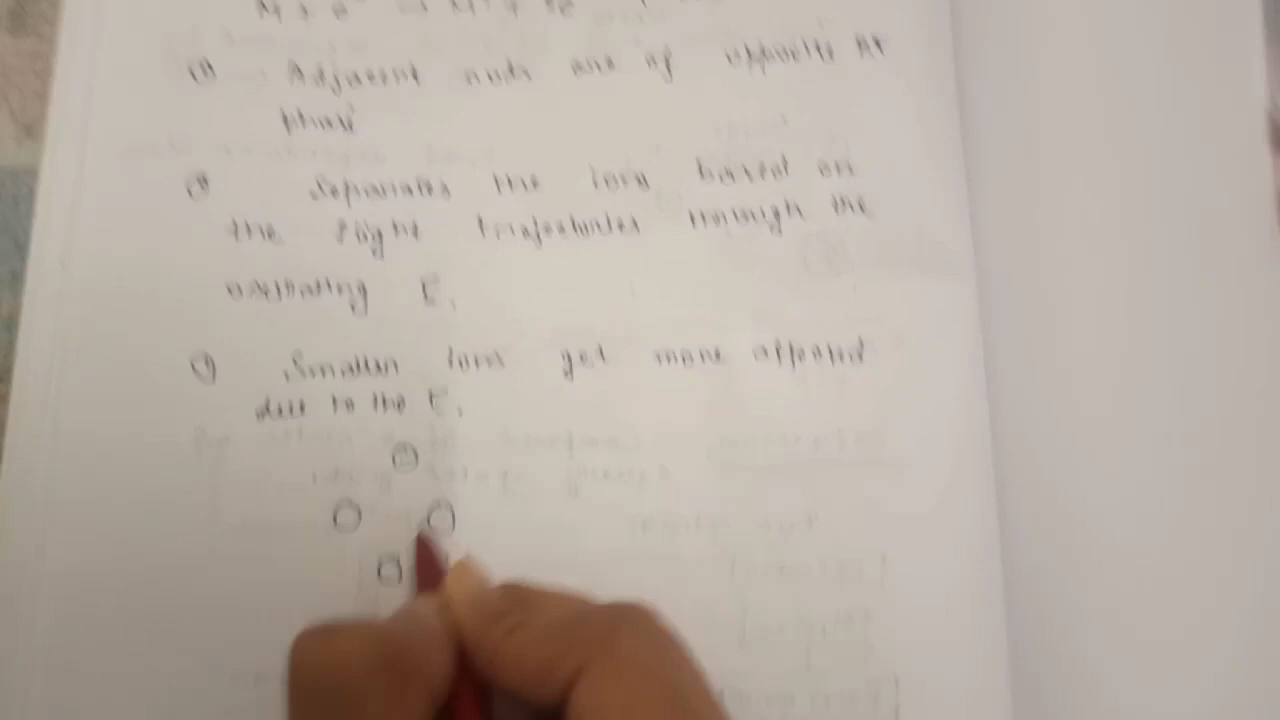 M + e⁻ → M⁺ + 2e⁻
Adjacent rods are of opposite RF
phase
Separates the ions based on
the flight trajectories through the
oscillating E.
Smaller ions get more affected
due to the E.